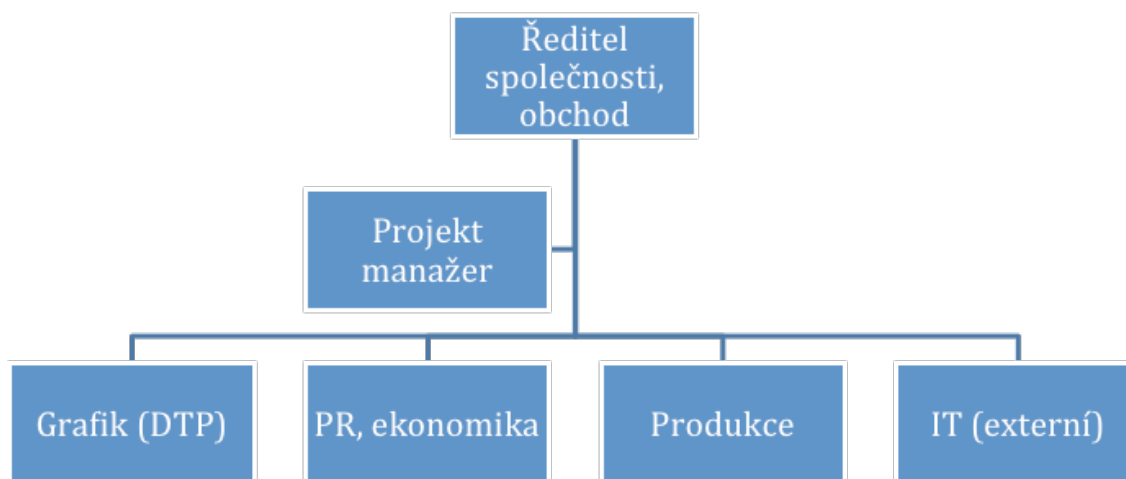 Ředitel
společnosti,
obchod
Projekt
manažer
Grafik (DTP)
PR, ekonomika
Produkce
IT (externí)